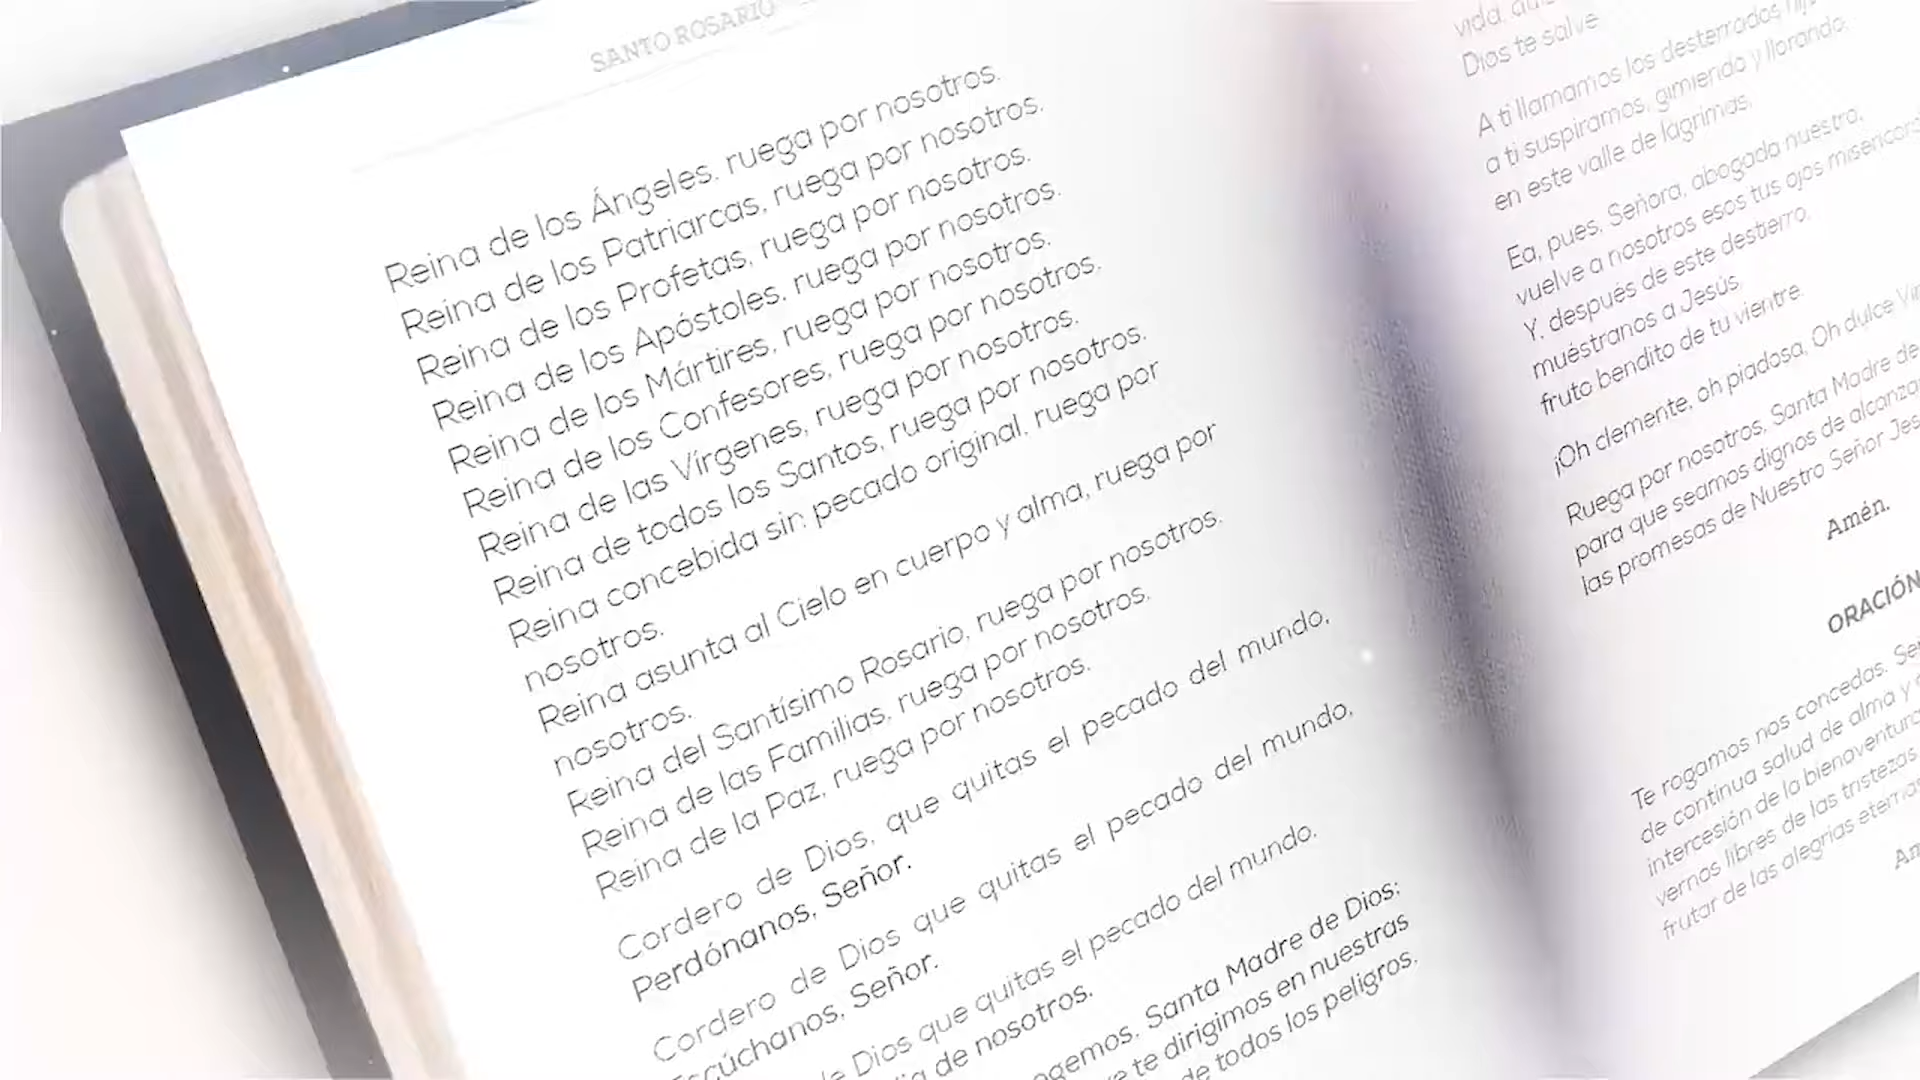 SANTO ROSARIO
Reina de los Ángeles, ruega por nosotros.
Reina de los Patriarcas, ruega por nosotros.
Reina de los Profetas, ruega por nosotros.
Reina de los Apóstoles, ruega por nosotros.
Reina de los Mártires, ruega por nosotros.
Reina de los Confesores, ruega por nosotros.
Reina de las Vírgenes, ruega por nosotros.
Reina de todos los Santos, ruega por nosotros.
Reina concebida sin pecado original, ruega por
nosotros.
Reina asunta al Cielo en cuerpo y alma, ruega por
nosotros.
Reina del Santísimo Rosario, ruega por nosotros.
Reina de las Familias, ruega por nosotros.
Reina de la Paz, ruega por nosotros.
Cordero de Dios, que quitas el pecado del mundo,
Perdónanos, Señor.
Cordero de Dios que quitas el pecado del mundo,
Escúchanos, Señor.
de Dios que quitas el pecado del mundo,
de nosotros.
Santa Madre de Dios:
te dirigimos en nuestras
de todos los peligros.
vida,
Dios te salve
A ti llamamos los desterrados
a ti suspiramos, gimiendo y llorando,
en este valle de lágrimas.
Ea, pues, Señora, abogada nuestra,
vuelve a nosotros esos tus ojos
Y, después de este destierro,
muéstranos a Jesús,
fruto bendito de tu vientre.
¡Oh clemente, oh piadosa, Oh dulce
Ruega por nosotros, Santa Madre de
para que seamos dignos de
las promesas de Nuestro Señor
Amén.
ORACIÓN
Te rogamos nos concedas,
de continua salud de alma y
intercesión de la
libres de las tristezas
de las alegrías